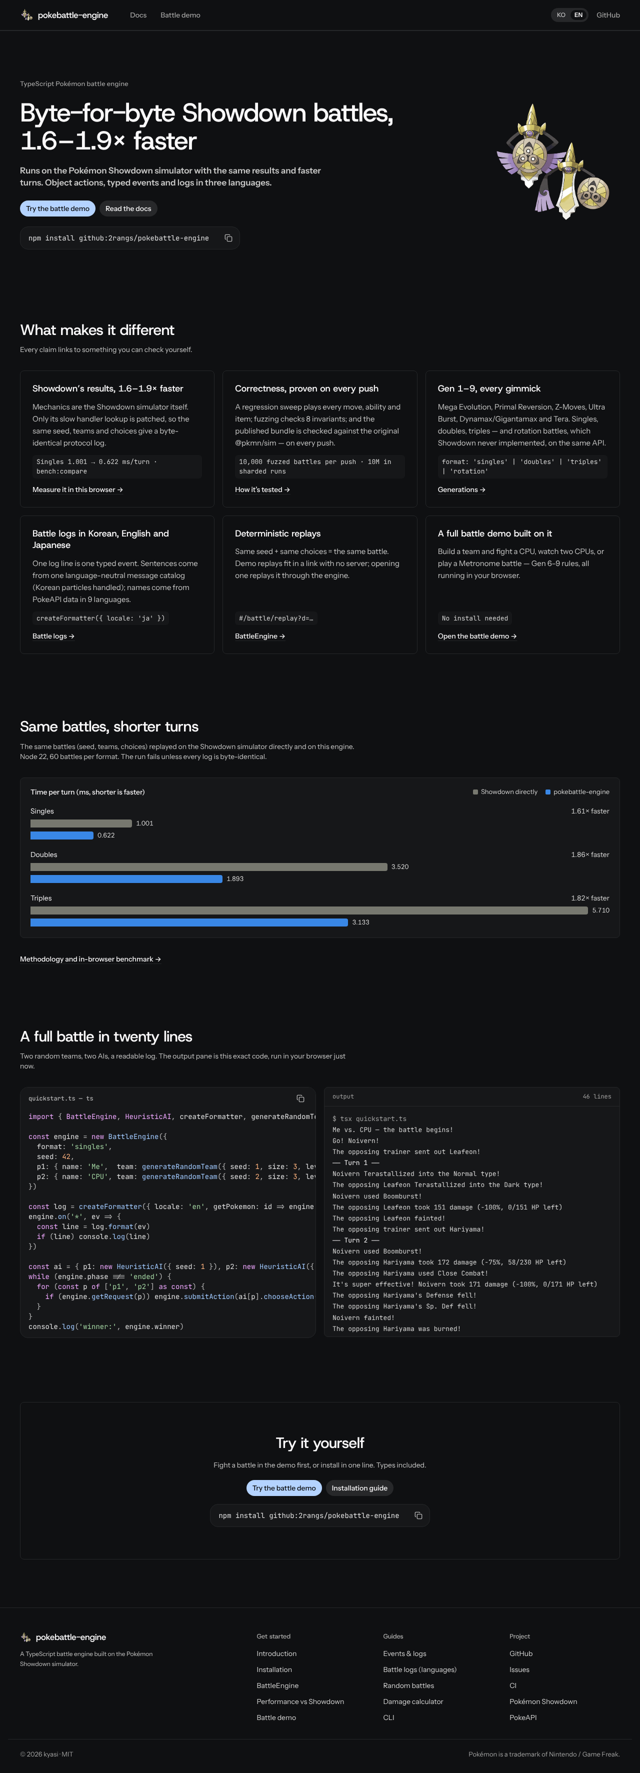 pokebattle-engine
Docs
Battle demo
KO
EN
GitHub
TypeScript Pokémon battle engine
Byte-for-byte Showdown battles,
1.6–1.9× faster
Runs on the Pokémon Showdown simulator with the same results and faster
turns. Object actions, typed events and logs in three languages.
Try the battle demo
Read the docs
npm install github:2rangs/pokebattle-engine
What makes it different
Every claim links to something you can check yourself.
Showdown's results, 1.6–1.9× faster
Mechanics are the Showdown simulator itself.
Only its slow handler lookup is patched, so the
same seed, teams and choices give a byte-
identical protocol log.
Singles 1.001 → 0.622 ms/turn ·
bench:compare
Measure it in this browser →
Correctness, proven on every push
A regression sweep plays every move, ability and
item; fuzzing checks 8 invariants; and the
published bundle is checked against the original
@pkmn/sim — on every push.
10,000 fuzzed battles per push · 10M in
sharded runs
How it's tested →
Gen 1–9, every gimmick
Mega Evolution, Primal Reversion, Z-Moves, Ultra
Burst, Dynamax/Gigantamax and Tera. Singles,
doubles, triples — and rotation battles, which
Showdown never implemented, on the same API.
format: 'singles' | 'doubles' | 'triples'
| 'rotation'
Generations →
Battle logs in Korean, English and
Japanese
One log line is one typed event. Sentences come
from one language-neutral message catalog
(Korean particles handled); names come from
PokeAPI data in 9 languages.
createFormatter({ locale: 'ja' })
Battle logs →
Deterministic replays
Same seed + same choices = the same battle.
Demo replays fit in a link with no server; opening
one replays it through the engine.
#/battle/replay?d=…
BattleEngine →
A full battle demo built on it
Build a team and fight a CPU, watch two CPUs, or
play a Metronome battle — Gen 6–9 rules, all
running in your browser.
No install needed
Open the battle demo →
Same battles, shorter turns
The same battles (seed, teams, choices) replayed on the Showdown simulator directly and on this engine.
Node 22, 60 battles per format. The run fails unless every log is byte-identical.
Time per turn (ms, shorter is faster)
Showdown directly
pokebattle-engine
Singles
1.61× faster
1.001
0.622
Doubles
1.86× faster
3.520
1.893
Triples
1.82× faster
5.710
3.133
Methodology and in-browser benchmark →
A full battle in twenty lines
Two random teams, two AIs, a readable log. The output pane is this exact code, run in your browser just
now.
quickstart.ts — ts
import { BattleEngine, HeuristicAI, createFormatter, generateRandomTe
const engine = new BattleEngine({
format: 'singles',
seed: 42,
p1: { name: 'Me', team: generateRandomTeam({ seed: 1, size: 3, lev
p2: { name: 'CPU', team: generateRandomTeam({ seed: 2, size: 3, lev
})
const log = createFormatter({ locale: 'en', getPokemon: id => engine
engine.on('*', ev => {
const line = log.format(ev)
if (line) console.log(line)
})
const ai = { p1: new HeuristicAI({ seed: 1 }), p2: new HeuristicAI({
while (engine.phase !== 'ended') {
for (const p of ['p1', 'p2'] as const) {
if (engine.getRequest(p)) engine.submitAction(ai[p].chooseAction
}
}
console.log('winner:', engine.winner)
output
46 lines
$ tsx quickstart.ts
Me vs. CPU — the battle begins!
Go! Noivern!
The opposing trainer sent out Leafeon!
—— Turn 1 ——
Noivern Terastallized into the Normal type!
The opposing Leafeon Terastallized into the Dark type!
Noivern used Boomburst!
The opposing Leafeon took 151 damage (-100%, 0/151 HP left)
The opposing Leafeon fainted!
The opposing trainer sent out Hariyama!
—— Turn 2 ——
Noivern used Boomburst!
The opposing Hariyama took 172 damage (-75%, 58/230 HP left)
The opposing Hariyama used Close Combat!
It's super effective! Noivern took 171 damage (-100%, 0/171 HP left)
The opposing Hariyama's Defense fell!
The opposing Hariyama's Sp. Def fell!
Noivern fainted!
The opposing Hariyama was burned!
Try it yourself
Fight a battle in the demo first, or install in one line. Types included.
Try the battle demo
Installation guide
npm install github:2rangs/pokebattle-engine
pokebattle-engine
A TypeScript battle engine built on the Pokémon
Showdown simulator.
Get started
Introduction
Installation
BattleEngine
Performance vs Showdown
Battle demo
Guides
Events & logs
Battle logs (languages)
Random battles
Damage calculator
CLI
Project
GitHub
Issues
CI
Pokémon Showdown
PokeAPI
© 2026 kyasi · MIT
Pokémon is a trademark of Nintendo / Game Freak.